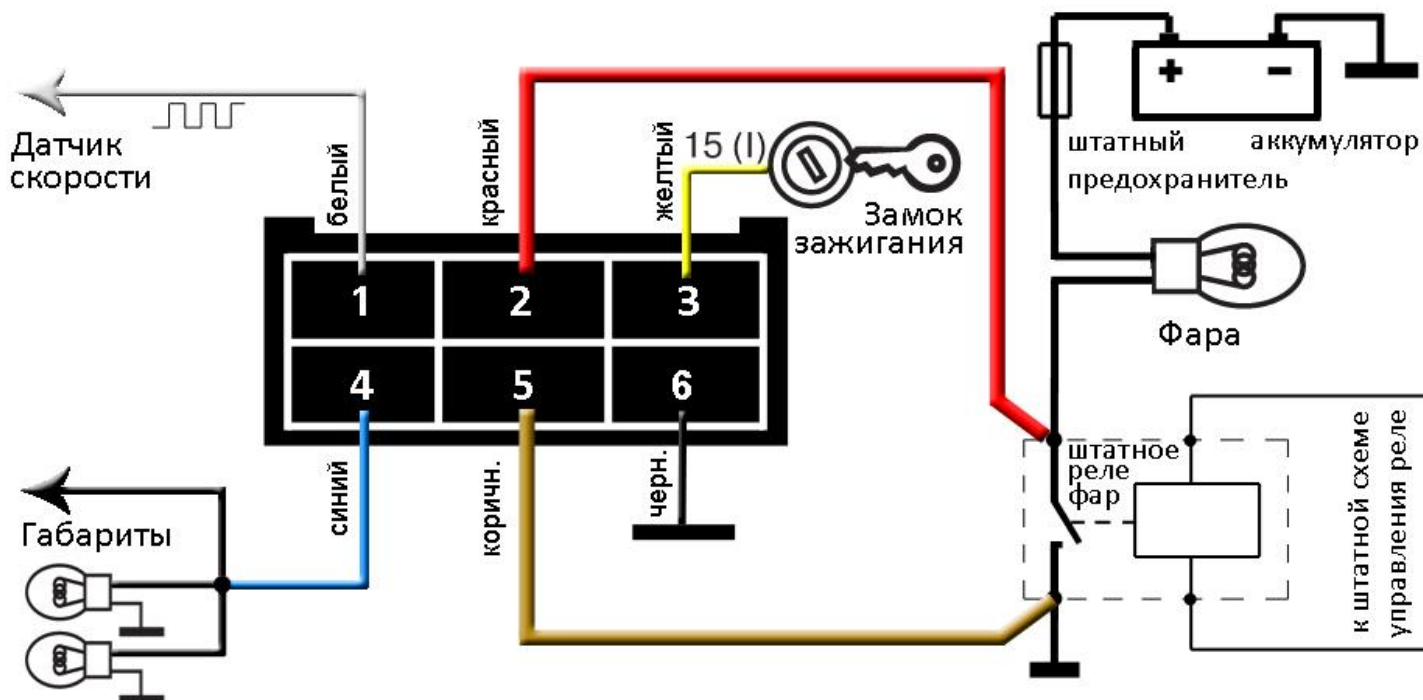 Датчик
скорости
белый
красный
желтый
15 (I)
Замок
зажигания
+
-
штатный
предохранитель
аккумулятор
Фара
1
2
3
4
5
6
синий
коричн.
черн.
Габариты
штатное
реле
фар
к штатной схеме
управления реле